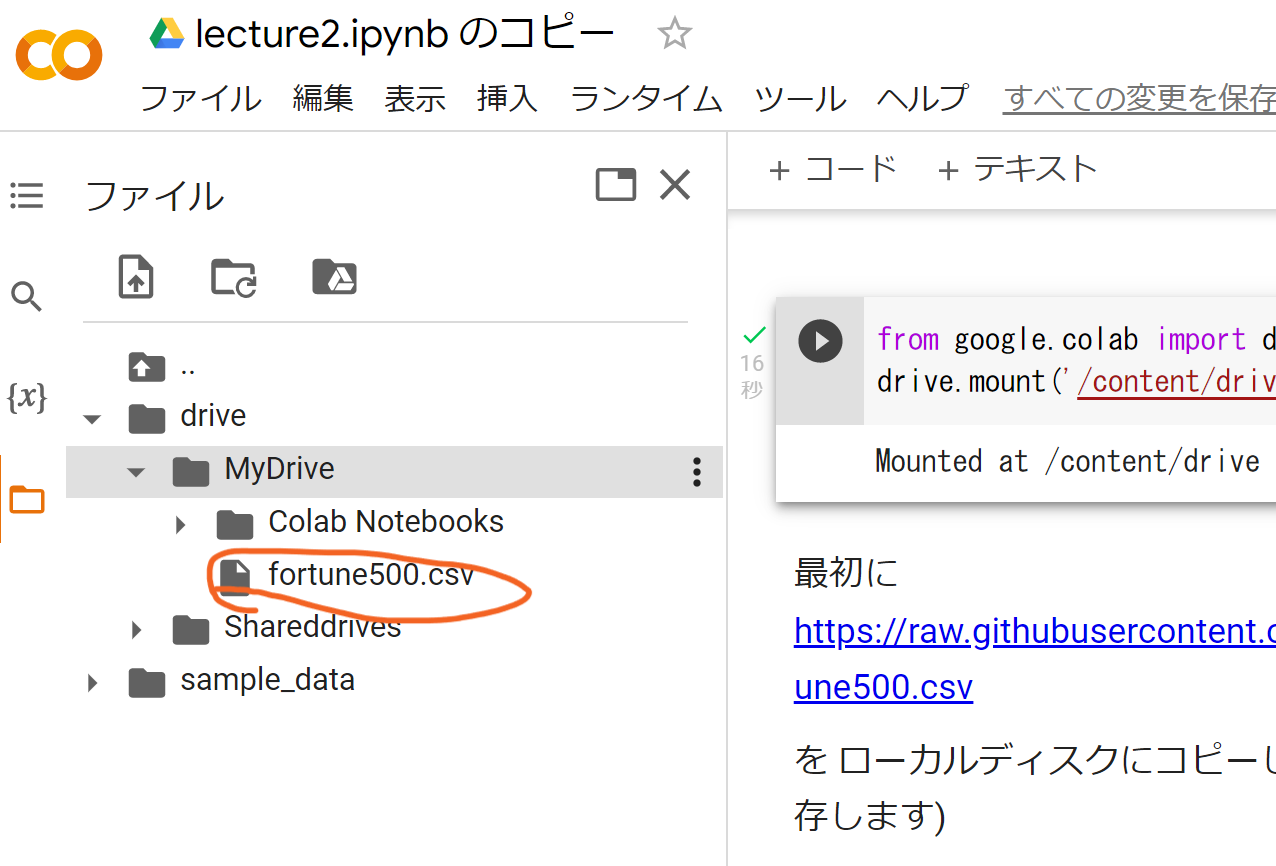 lecture2.ipynb のコピー
ファイル 編集 表示 挿入 ランタイム ツール ヘルプ すべての変更を保存
ファイル
+ コード + テキスト
..
drive
MyDrive
Colab Notebooks
fortune500.csv
Shareddrives
sample_data
{x}
16
秒
from google.colab import d
drive.mount('/content/driv
Mounted at /content/drive
最初に
https://raw.githubusercontent.c
une500.csv
を ローカルディスクにコピーし
存します)